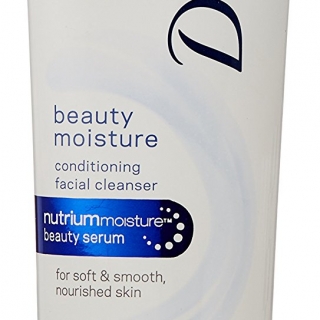 beauty
moisture
conditioning
facial cleanser
nutriummoisture™
beauty serum
for soft & smooth,
nourished skin